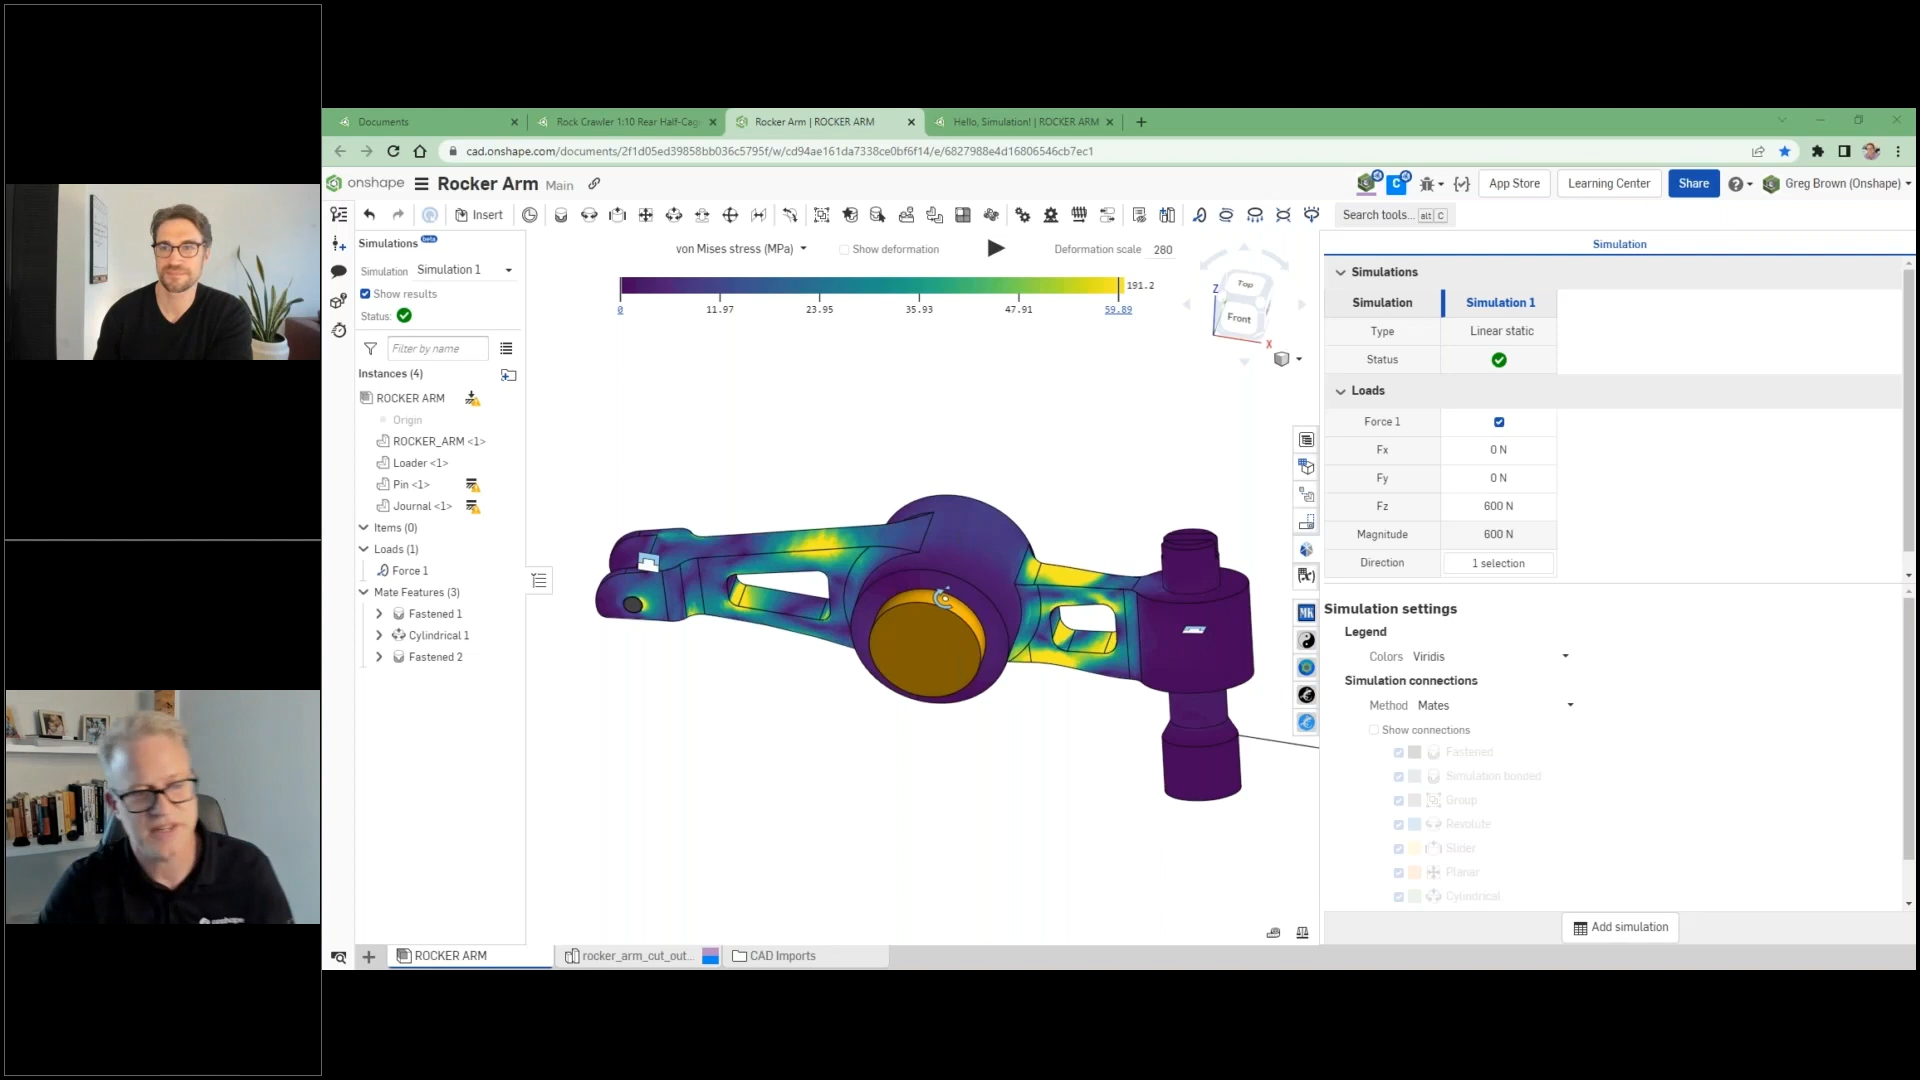 Documents
Rock Crawler 1:10 Rear Half-Cag
Rocker Arm | ROCKER ARM
Hello, Simulation! | ROCKER ARM
cad.onshape.com/documents/2f1d05ed39858bb036c5795f/w/cd94ae161da7338ce0bf6f14/e/6827988e4d16806546cb7ec1
onshape
Rocker Arm Main
App Store
Learning Center
Share
Greg Brown (Onshape)
Insert
Search tools... alt C
Simulations beta
Simulation Simulation 1
Show results
Status:
Filter by name
Instances (4)
ROCKER ARM
Origin
ROCKER_ARM <1>
Loader <1>
Pin <1>
Journal <1>
Items (0)
Loads (1)
Force 1
Mate Features (3)
Fastened 1
Cylindrical 1
Fastened 2
von Mises stress (MPa)
Show deformation
Deformation scale 280
191.2
0 11.97 23.95 35.93 47.91 59.89
Top
Front
Z
X
MK
Simulation
Simulations
Simulation Simulation 1
Type Linear static
Status
Loads
Force 1
Fx 0 N
Fy 0 N
Fz 600 N
Magnitude 600 N
Direction 1 selection
Simulation settings
Legend
Colors Viridis
Simulation connections
Method Mates
Show connections
Fastened
Simulation bonded
Group
Revolute
Slider
Planar
Cylindrical
Add simulation
ROCKER ARM
rocker_arm_cut_out...
CAD Imports